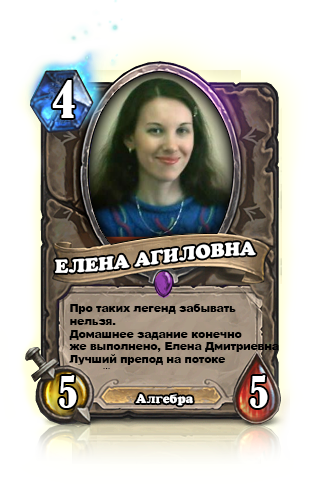 4
ЕЛЕНА АГИЛОВНА
Про таких легенд забывать
нельзя.
Домашнее задание конечно
же выполнено, Елена Дмитриевна
Лучший препод на потоке
5
Алгебра
5